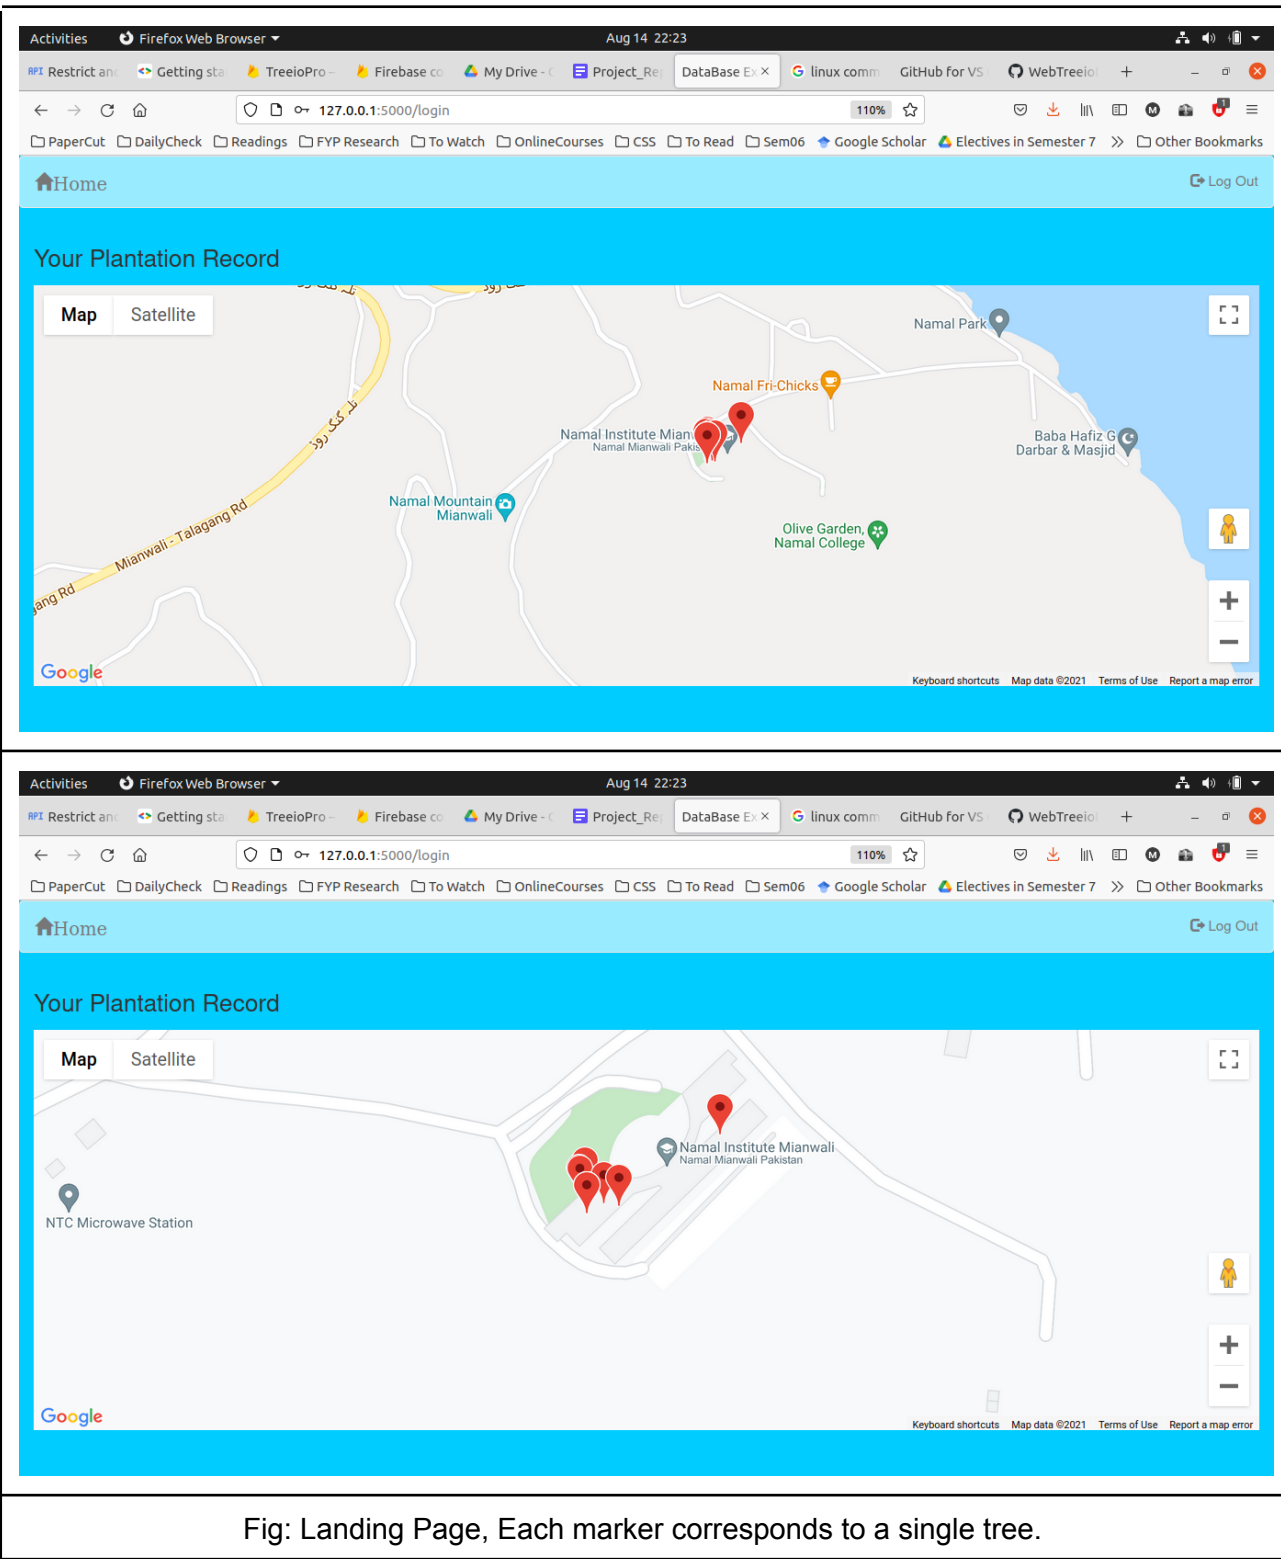 Activities Firefox Web Browser Aug 14 22:23
Restrict an Getting sta TreeioPro - Firebase co My Drive - G Project_Rep DataBase Ex GitHub for VS WebTreeio
linux comm
127.0.0.1:5000/login 110%
PaperCut DailyCheck Readings FYP Research To Watch OnlineCourses CSS To Read Sem06 Google Scholar Electives in Semester 7 Other Bookmarks
Home Log Out
Your Plantation Record
Map Satellite
Namal Park
Namal Fri-Chicks
Namal Institute Mian
Namal Mianwali Pakis
Baba Hafiz G
Darbar & Masjid
تلہ گنگ روڈ
Namal Mountain
Mianwali
Olive Garden,
Namal College
Mianwali - Talagang Rd
gang Rd
Google
Keyboard shortcuts Map data ©2021 Terms of Use Report a map error
Activities Firefox Web Browser Aug 14 22:23
Restrict an Getting sta TreeioPro - Firebase co My Drive - G Project_Rep DataBase Ex linux comm GitHub for VS WebTreeio
127.0.0.1:5000/login 110%
PaperCut DailyCheck Readings FYP Research To Watch OnlineCourses CSS To Read Sem06 Google Scholar Electives in Semester 7 Other Bookmarks
Home Log Out
Your Plantation Record
Map Satellite
Namal Institute Mianwali
Namal Mianwali Pakistan
NTC Microwave Station
Google
Keyboard shortcuts Map data ©2021 Terms of Use Report a map error
Fig: Landing Page, Each marker corresponds to a single tree.